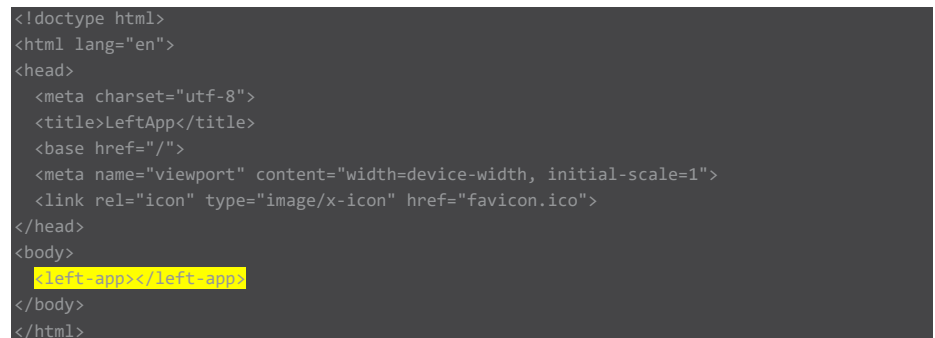 <!doctype html>
<html lang="en">
<head>
  <meta charset="utf-8">
  <title>LeftApp</title>
  <base href="/">
  <meta name="viewport" content="width=device-width, initial-scale=1">
  <link rel="icon" type="image/x-icon" href="favicon.ico">
</head>
<body>
  <left-app></left-app>
</body>
</html>